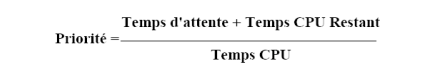 Temps d'attente + Temps CPU Restant
Priorité =
Temps CPU